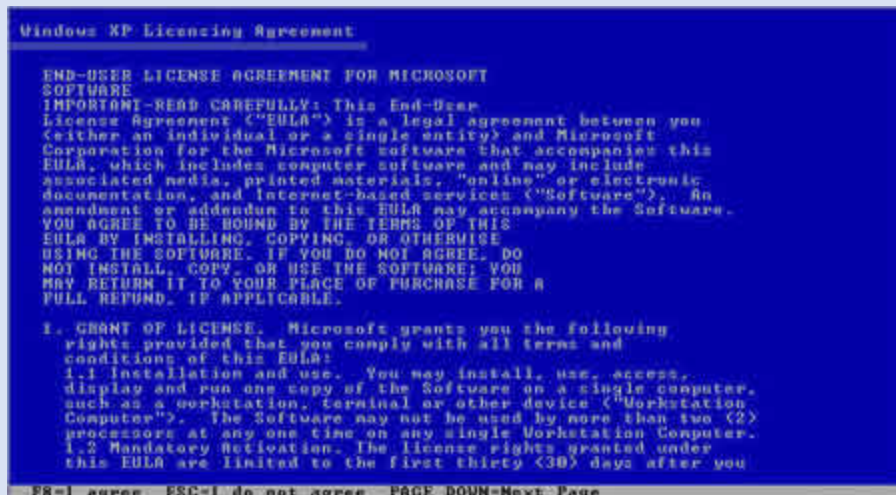 Windows XP Licensing Agreement
END-USER LICENSE AGREEMENT FOR MICROSOFT
SOFTWARE
IMPORTANT-READ CAREFULLY: This End-User
License Agreement ("EULA") is a legal agreement between you
(either an individual or a single entity) and Microsoft
Corporation for the Microsoft software that accompanies this
EULA, which includes computer software and may include
associated media, printed materials, "online" or electronic
documentation, and Internet-based services ("Software"). An
amendment or addendum to this EULA may accompany the Software.
YOU AGREE TO BE BOUND BY THE TERMS OF THIS
EULA BY INSTALLING, COPYING, OR OTHERWISE
USING THE SOFTWARE. IF YOU DO NOT AGREE, DO
NOT INSTALL, COPY, OR USE THE SOFTWARE; YOU
MAY RETURN IT TO YOUR PLACE OF PURCHASE FOR A
FULL REFUND, IF APPLICABLE.
1. GRANT OF LICENSE. Microsoft grants you the following
rights provided that you comply with all terms and
conditions of this EULA:
1.1 Installation and use. You may install, use, access,
display and run one copy of the Software on a single computer,
such as a workstation, terminal or other device ("Workstation
Computer"). The Software may not be used by more than two (2)
processors at any one time on any single Workstation Computer.
1.2 Mandatory Activation. The license rights granted under
this EULA are limited to the first thirty (30) days after you
F8=I agree ESC=I do not agree PAGE DOWN=Next Page